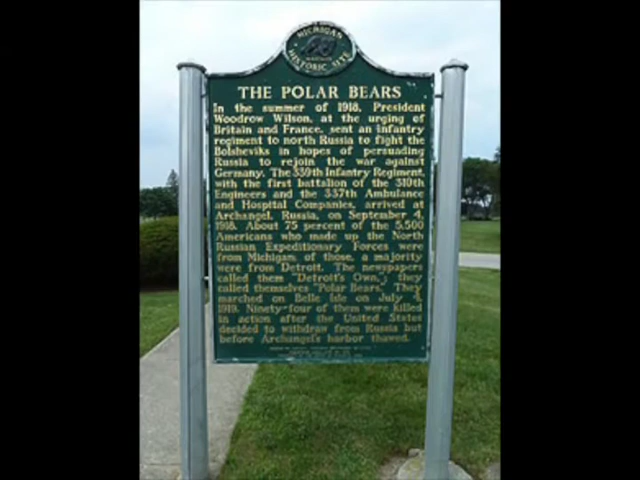 MICHIGAN
HISTORIC SITE
THE POLAR BEARS
In the summer of 1918, President
Woodrow Wilson, at the urging of
Britain and France, sent an infantry
regiment to north Russia to fight the
Bolsheviks in hopes of persuading
Russia to rejoin the war against
Germany. The 339th Infantry Regiment,
with the first battalion of the 310th
Engineers and the 337th Ambulance
and Hospital Companies, arrived at
Archangel, Russia, on September 4,
1918. About 75 percent of the 5,500
Americans who made up the North
Russian Expeditionary Forces were
from Michigan; of those, a majority
were from Detroit. The newspapers
called them "Detroit's Own,"; they
called themselves "Polar Bears." They
marched on Belle Isle on July 4,
1919. Ninety-four of them were killed
in action after the United States
decided to withdraw from Russia but
before Archangel's harbor thawed.